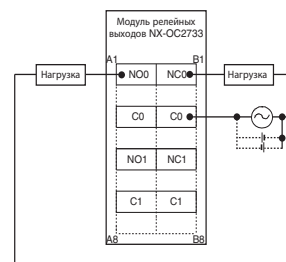 Модуль релейных
выходов NX-OC2733
A1 B1
Нагрузка NO0 NC0 Нагрузка
C0 C0
NO1 NC1
C1 C1
A8 B8